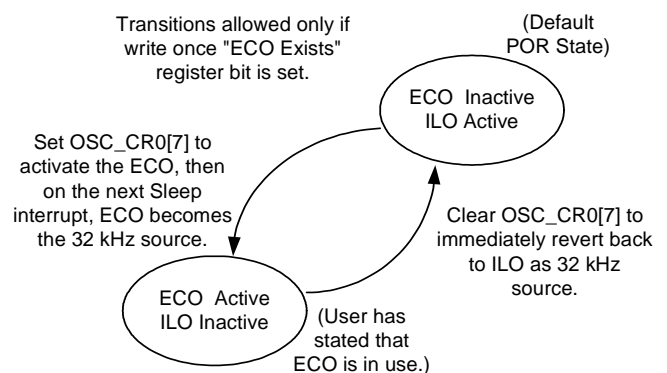 Transitions allowed only if
write once "ECO Exists"
register bit is set.
(Default
POR State)
ECO Inactive
ILO Active
Set OSC_CR0[7] to
activate the ECO, then
on the next Sleep
interrupt, ECO becomes
the 32 kHz source.
Clear OSC_CR0[7] to
immediately revert back
to ILO as 32 kHz
source.
ECO Active
ILO Inactive
(User has
stated that
ECO is in use.)